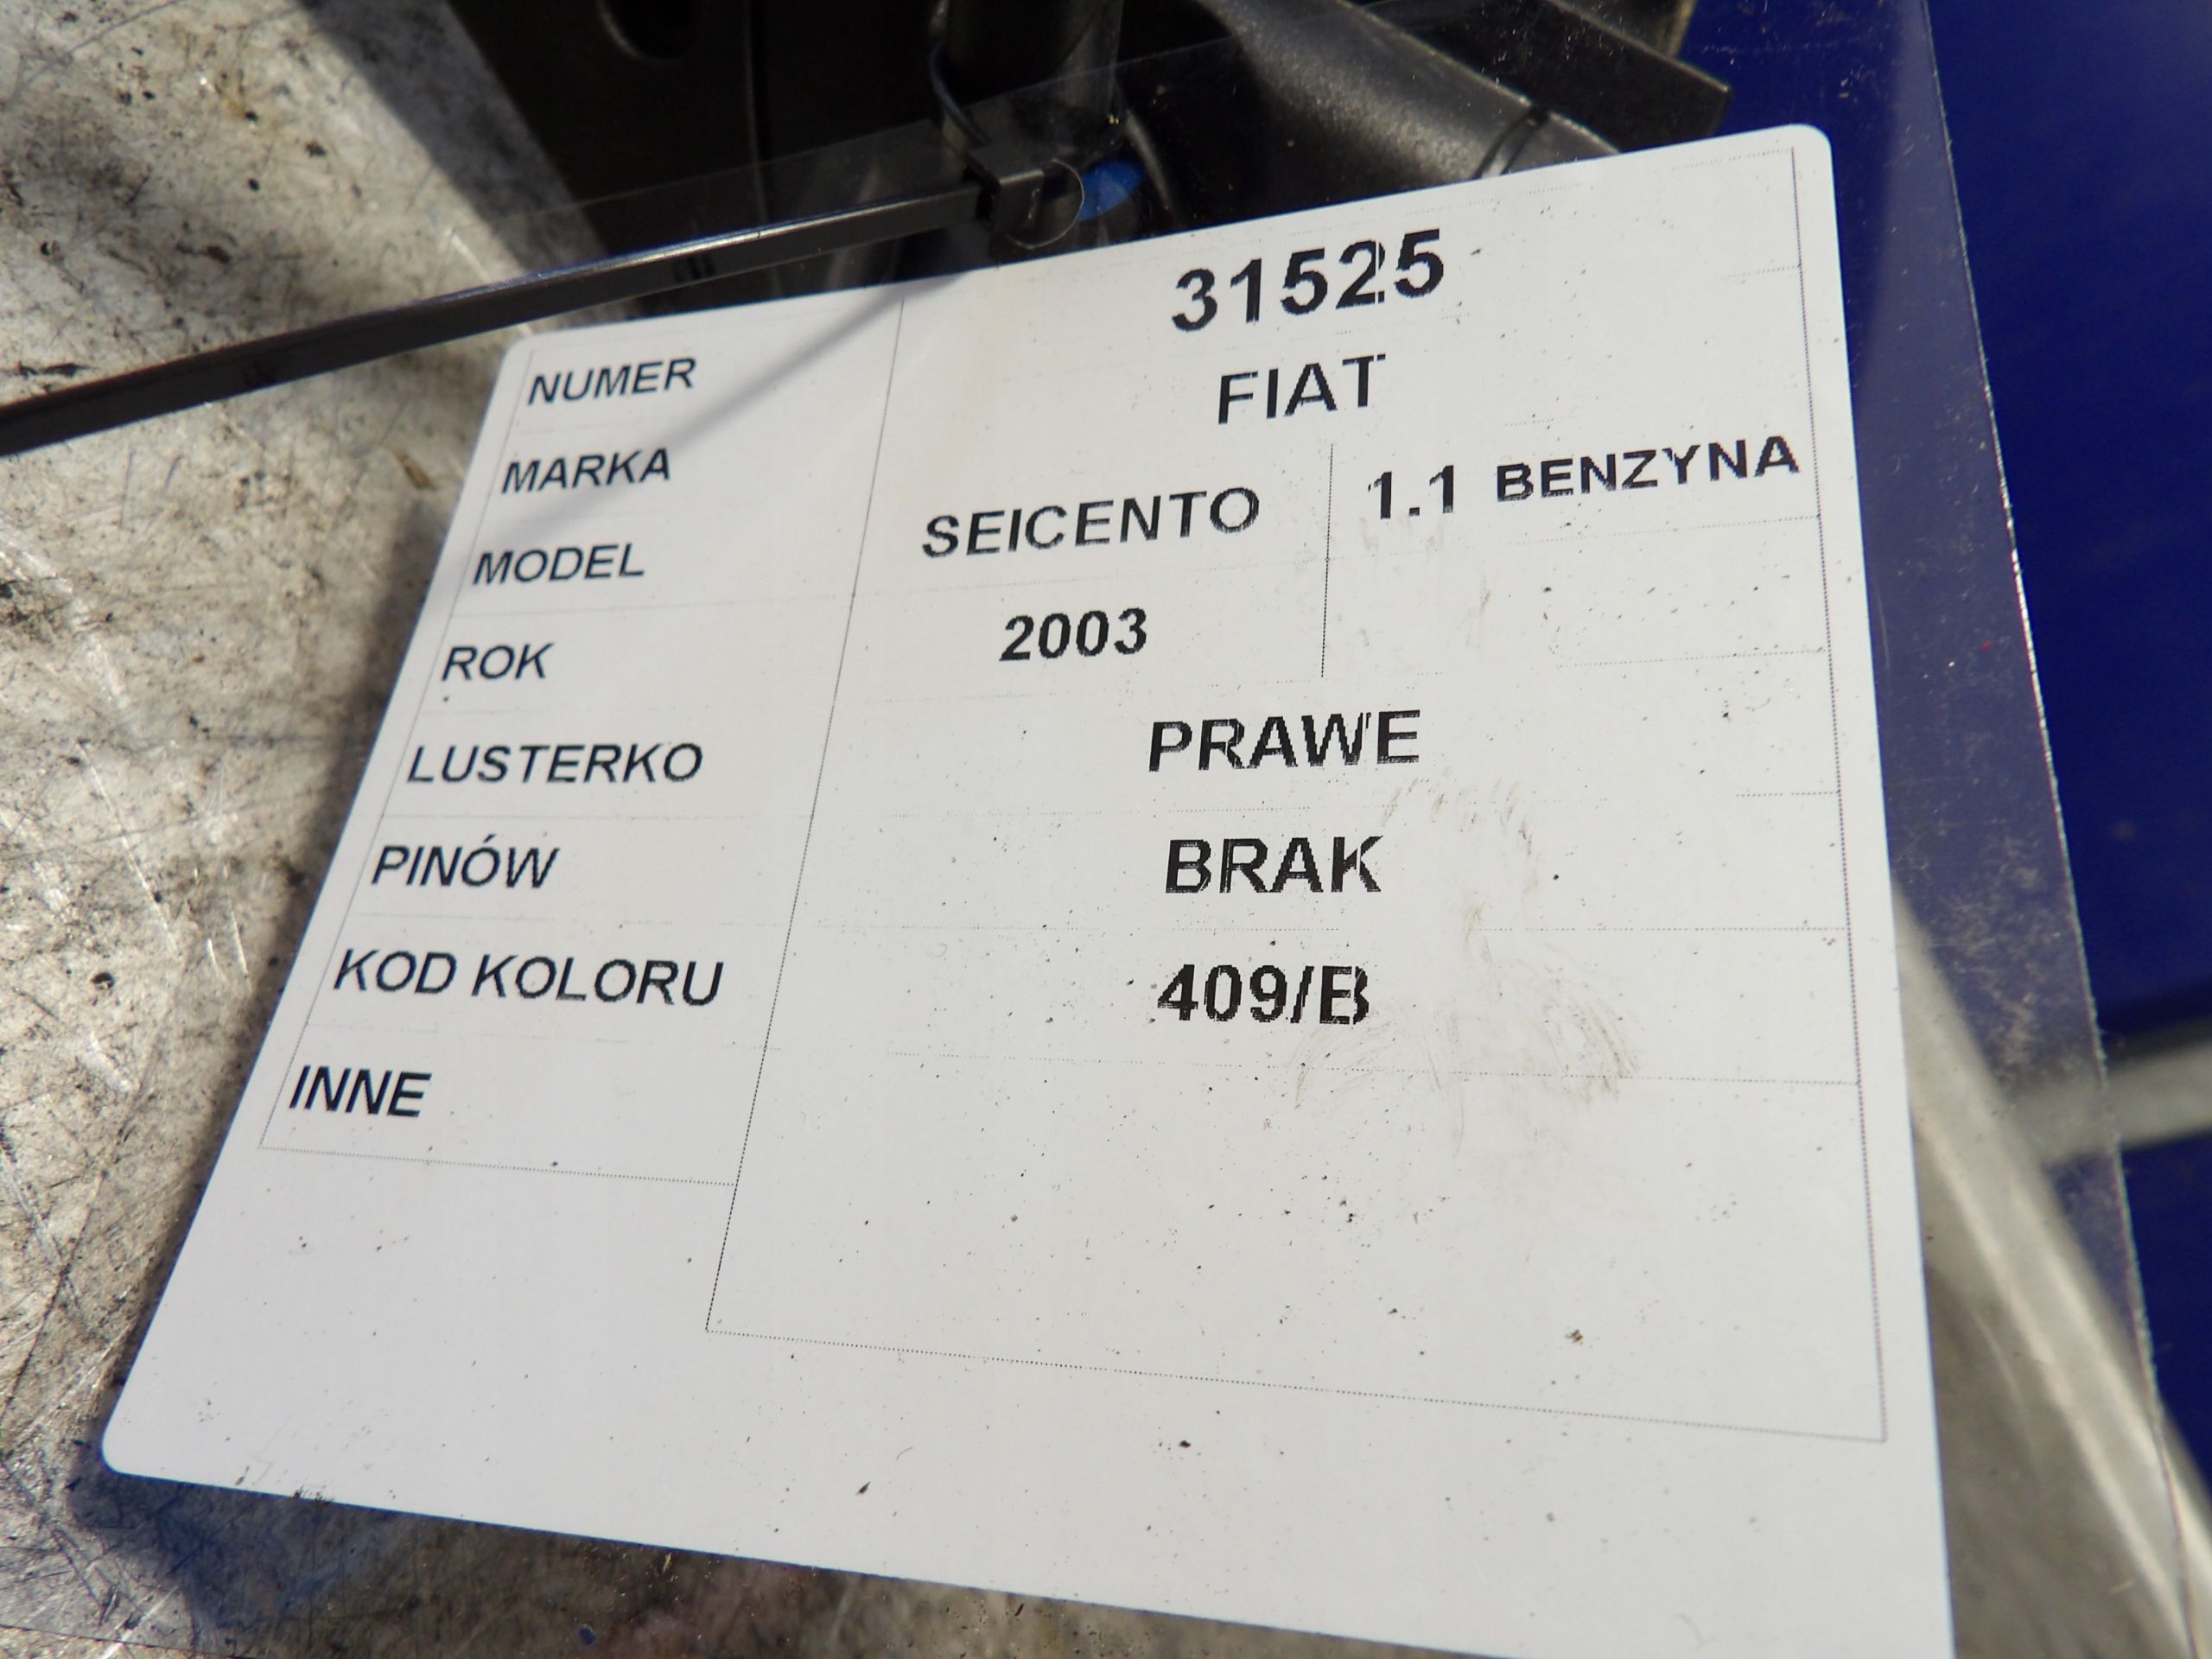 NUMER 31525
MARKA FIAT
MODEL SEICENTO 1.1 BENZYNA
ROK 2003
LUSTERKO PRAWE
PINÓW BRAK
KOD KOLORU 409/B
INNE